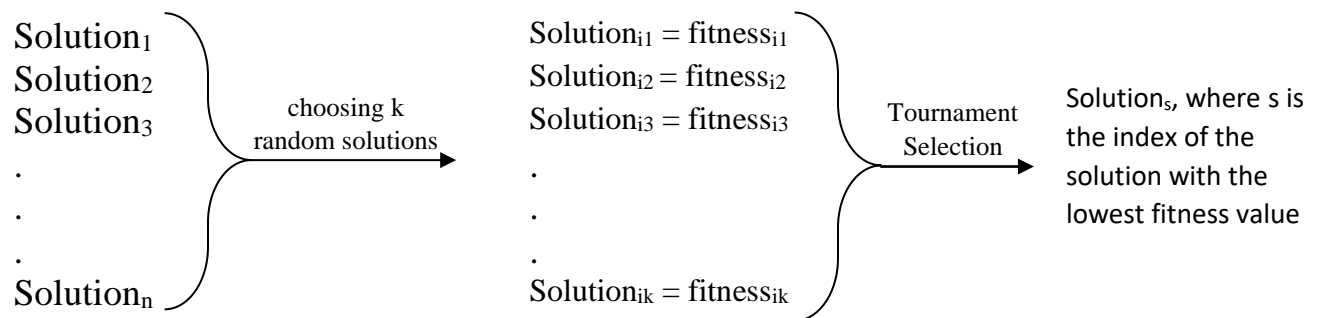 Solution₁
Solution₂
Solution₃
.
.
.
Solutionₙ
choosing k
random solutions
Solutionᵢ₁ = fitnessᵢ₁
Solutionᵢ₂ = fitnessᵢ₂
Solutionᵢ₃ = fitnessᵢ₃
.
.
.
Solutionᵢₖ = fitnessᵢₖ
Tournament
Selection
Solutionₛ, where s is
the index of the
solution with the
lowest fitness value